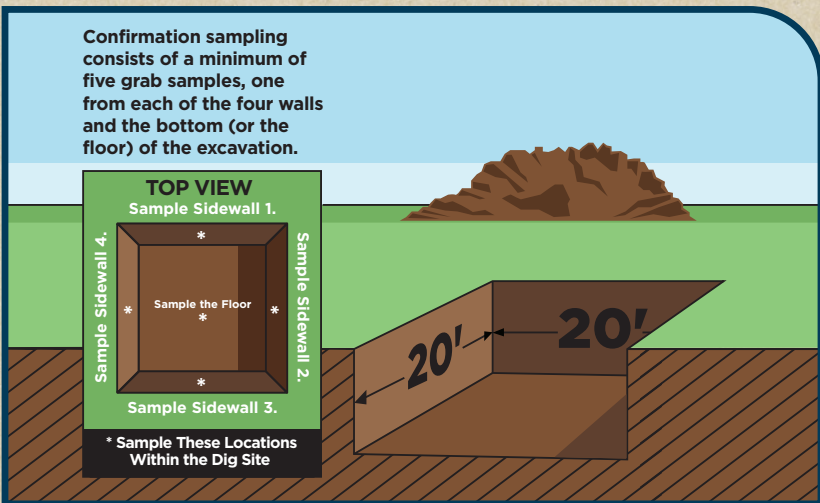 Confirmation sampling
consists of a minimum of
five grab samples, one
from each of the four walls
and the bottom (or the
floor) of the excavation.
TOP VIEW
Sample Sidewall 1.
Sample Sidewall 4.
Sample the Floor
*
*
*
*
*
Sample Sidewall 2.
Sample Sidewall 3.
* Sample These Locations
Within the Dig Site
20'
20'